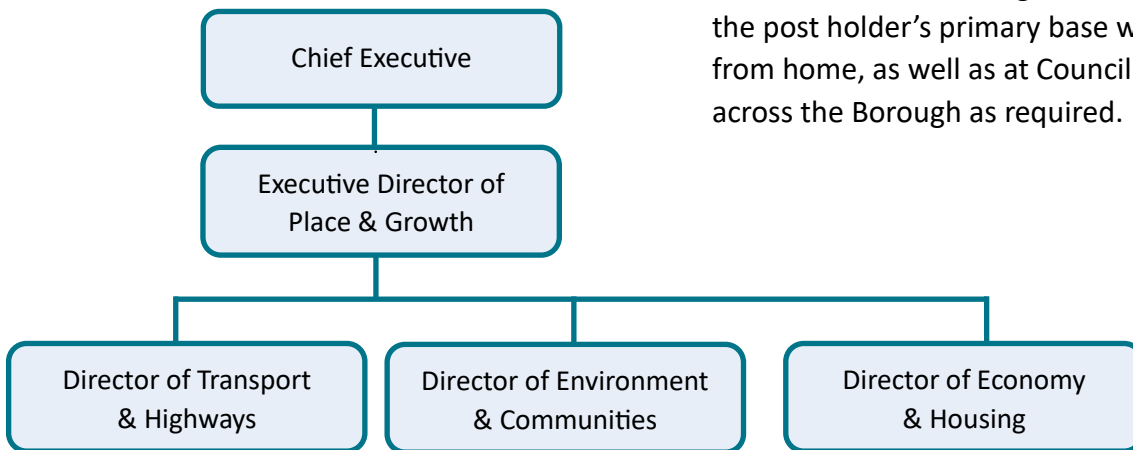 the post holder’s primary base w
from home, as well as at Council
across the Borough as required.
Chief Executive
Executive Director of
Place & Growth
Director of Transport
& Highways
Director of Environment
& Communities
Director of Economy
& Housing